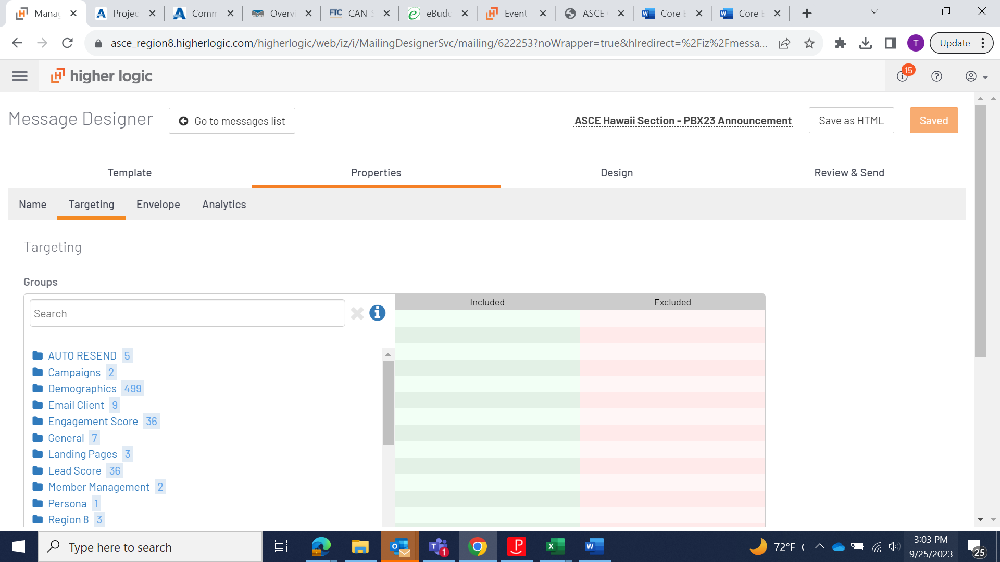 Manag
Projec
Comm
Overv
FTC CAN-S
eBudd
Event
ASCE
Core E
Core E
asce_region8.higherlogic.com/higherlogic/web/iz/i/MailingDesignerSvc/mailing/622253?noWrapper=true&hlredirect=%2Fiz%2Fmessa...
T
Update
higher logic
15
Message Designer
Go to messages list
ASCE Hawaii Section - PBX23 Announcement
Save as HTML
Saved
Template
Properties
Design
Review & Send
Name
Targeting
Envelope
Analytics
Targeting
Groups
Search
Included
Excluded
AUTO RESEND 5
Campaigns 2
Demographics 499
Email Client 9
Engagement Score 36
General 7
Landing Pages 3
Lead Score 36
Member Management 2
Persona 1
Region 8 3
Type here to search
1
72°F
3:03 PM
9/25/2023
25